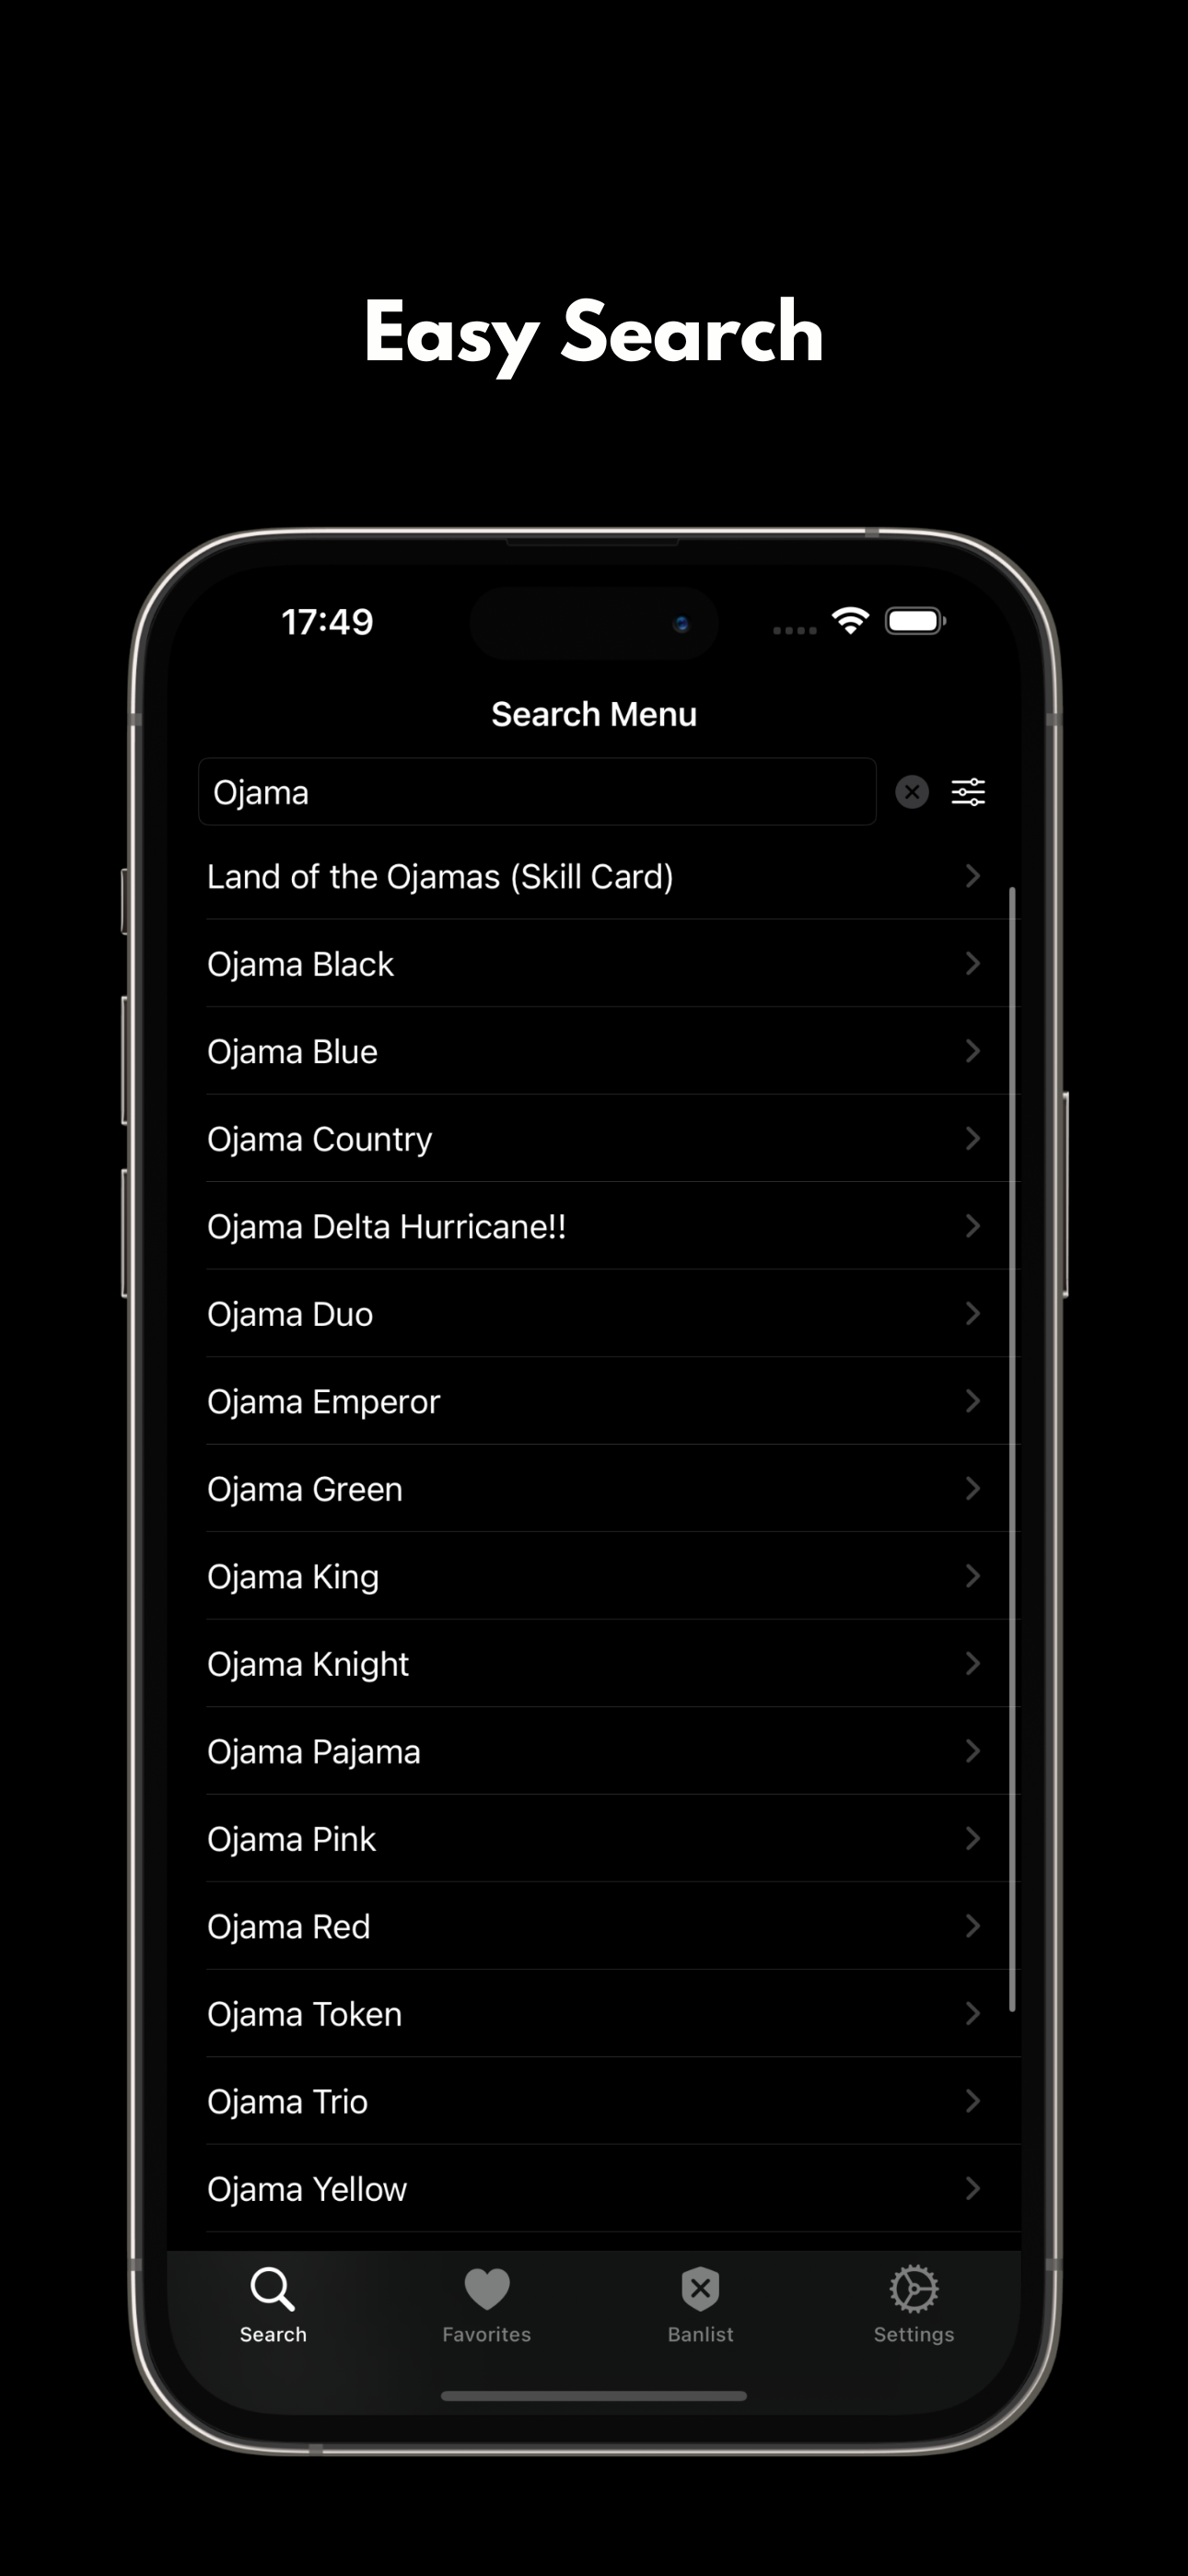 Easy Search
17:49
Search Menu
Ojama
Land of the Ojamas (Skill Card)
Ojama Black
Ojama Blue
Ojama Country
Ojama Delta Hurricane!!
Ojama Duo
Ojama Emperor
Ojama Green
Ojama King
Ojama Knight
Ojama Pajama
Ojama Pink
Ojama Red
Ojama Token
Ojama Trio
Ojama Yellow
Search Favorites Banlist Settings